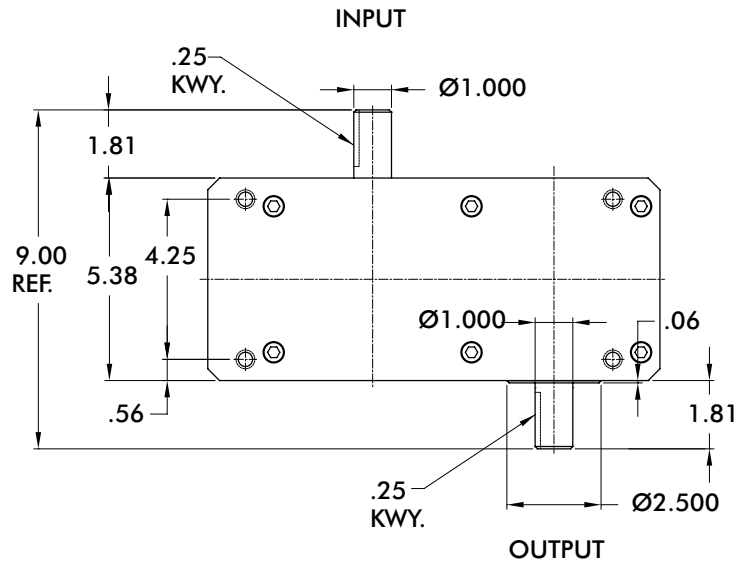 INPUT
.25
KWY.
Ø1.000
1.81
9.00
REF.
5.38
4.25
Ø1.000
.06
.56
1.81
.25
KWY.
Ø2.500
OUTPUT